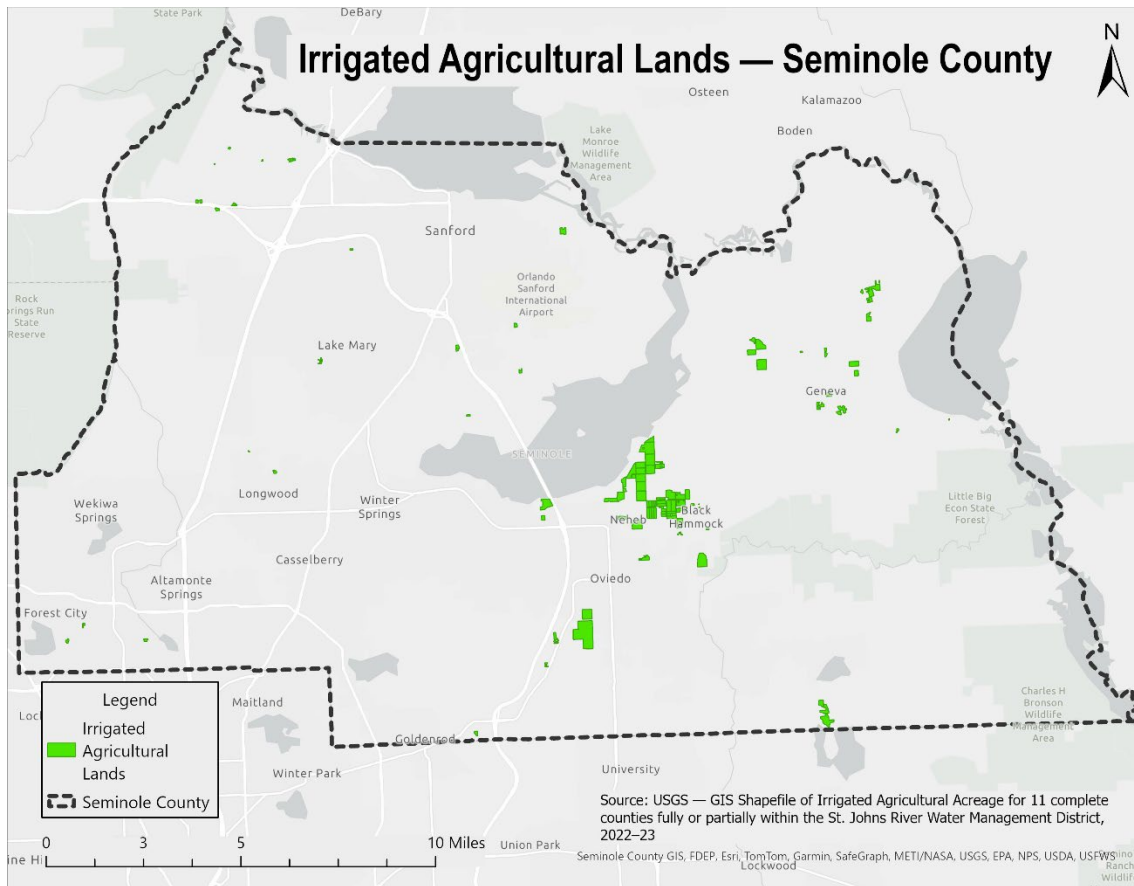 State Park
DeBary
Irrigated Agricultural Lands — Seminole County
N
Osteen
Kalamazoo
Boden
Lake
Monroe
Wildlife
Management
Area
Sanford
Orlando
Sanford
International
Airport
Rock
Springs Run
State
Reserve
Lake Mary
Geneva
SEMINOLE
Wekiwa
Springs
Longwood
Winter
Springs
Neheb
Black
Hammock
Little Big
Econ State
Forest
Casselberry
Altamonte
Springs
Oviedo
Forest City
Legend
Irrigated
Agricultural
Lands
Seminole County
Maitland
Goldenrod
Winter Park
University
Charles H
Bronson
Wildlife
Management
Area
Source: USGS — GIS Shapefile of Irrigated Agricultural Acreage for 11 complete
counties fully or partially within the St. Johns River Water Management District,
2022–23
0 3 5 10 Miles
Union Park
Seminole County GIS, FDEP, Esri, TomTom, Garmin, SafeGraph, METI/NASA, USGS, EPA, NPS, USDA, USFWS
Lockwood
Ranch